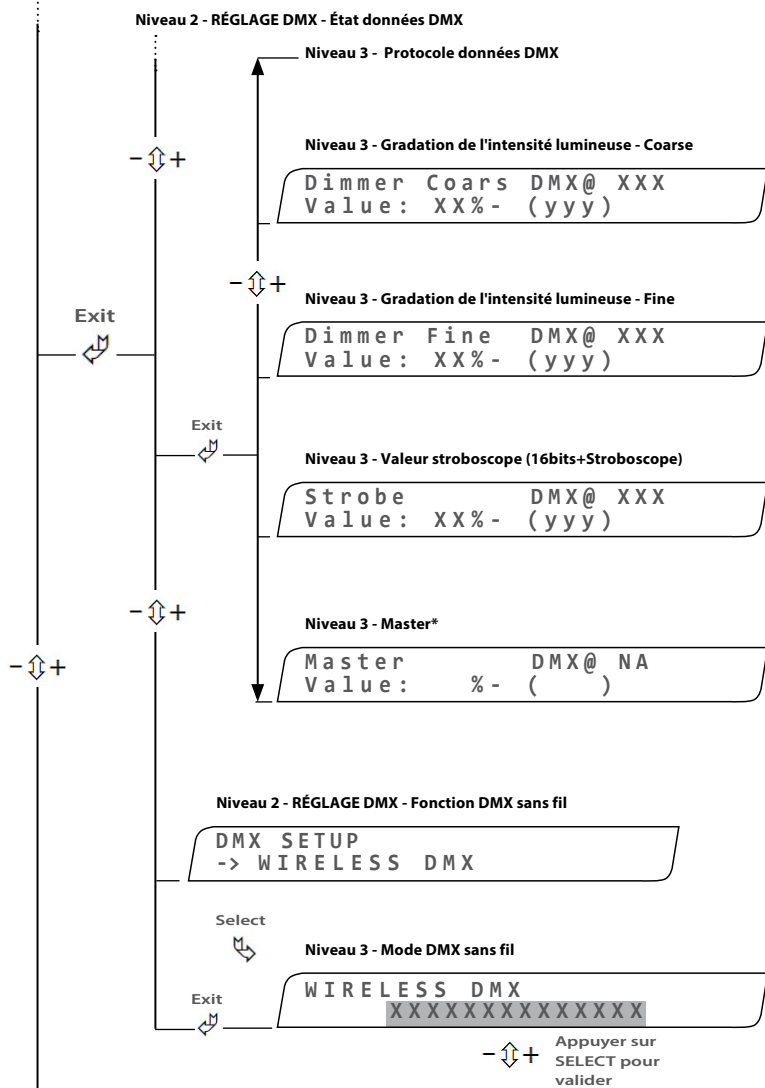 Niveau 2 - RÉGLAGE DMX - État données DMX
Niveau 3 -  Protocole données DMX
Niveau 3 - Gradation de l'intensité lumineuse - Coarse
- +
Dimmer Coars DMX@ XXX
Value: XX%- (yyy)
- +
Niveau 3 - Gradation de l'intensité lumineuse - Fine
Exit
Dimmer Fine DMX@ XXX
Value: XX%- (yyy)
Exit
Niveau 3 - Valeur stroboscope (16bits+Stroboscope)
Strobe DMX@ XXX
Value: XX%- (yyy)
- +
Niveau 3 - Master*
- +
Master DMX@ NA
Value: %- ( )
Niveau 2 - RÉGLAGE DMX - Fonction DMX sans fil
DMX SETUP
-> WIRELESS DMX
Select
Niveau 3 - Mode DMX sans fil
Exit
WIRELESS DMX
XXXXXXXXXXXXXX
- +
Appuyer sur
SELECT pour
valider